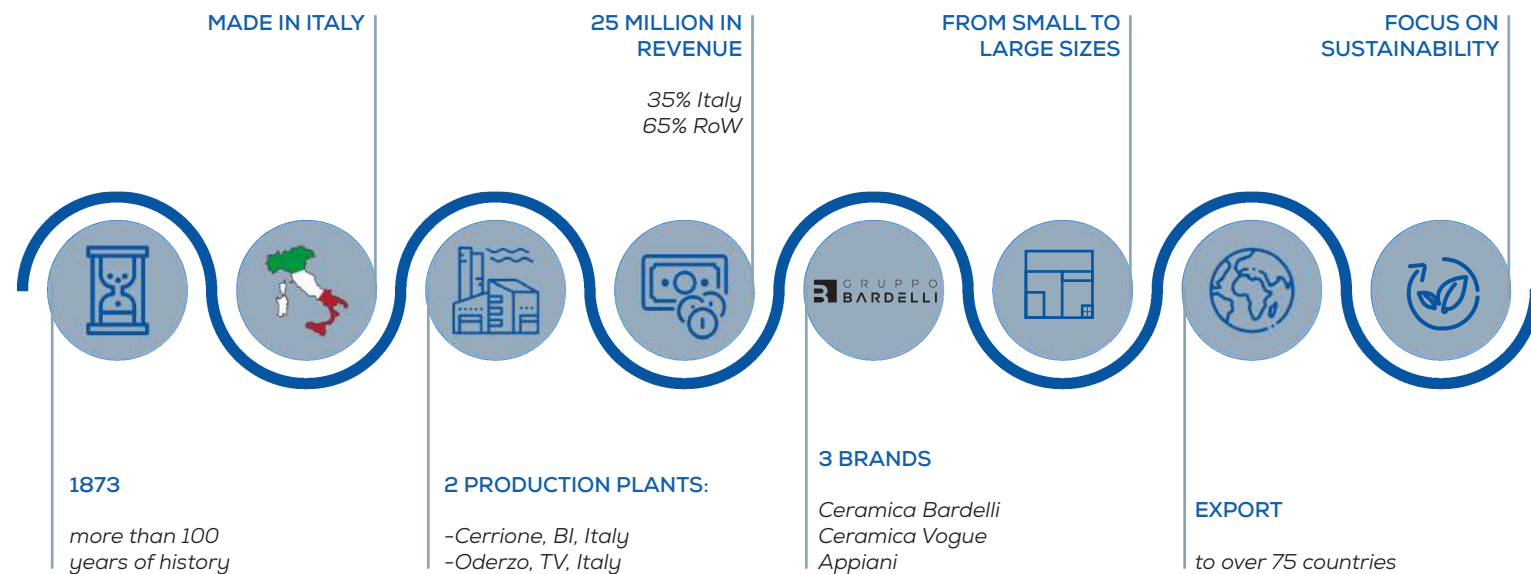 MADE IN ITALY
25 MILLION IN
REVENUE
35% Italy
65% RoW
FROM SMALL TO
LARGE SIZES
FOCUS ON
SUSTAINABILITY
GRUPPO
BARDELLI
1873
more than 100
years of history
2 PRODUCTION PLANTS:
-Cerrione, BI, Italy
-Oderzo, TV, Italy
3 BRANDS
Ceramica Bardelli
Ceramica Vogue
Appiani
EXPORT
to over 75 countries